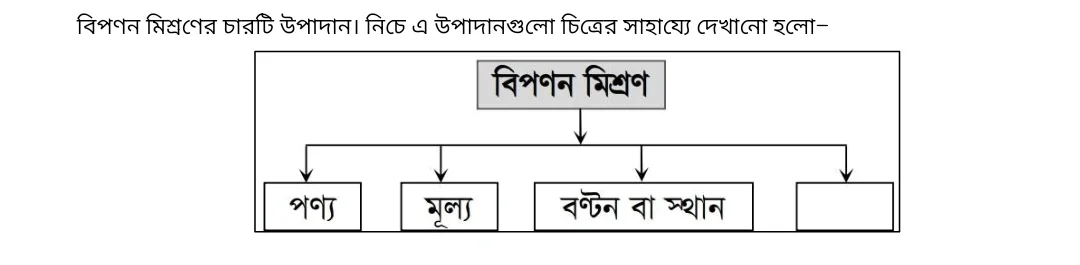 বিপণন মিশ্রণের চারটি উপাদান। নিচে এ উপাদানগুলো চিত্রের সাহায্যে দেখানো হলো–
বিপণন মিশ্রণ
পণ্য মূল্য বণ্টন বা স্থান